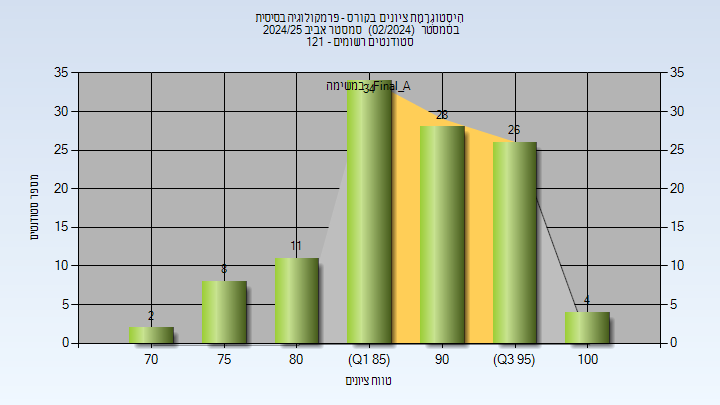 היסטוגרמת ציונים בקורס - פרמקולוגיה בסיסית
בסמסטר (02/2024) סמסטר אביב 2024/25
סטודנטים רשומים - 121
במשימה - Final_A
35 35
30 30
25 25
20 20
15 15
10 10
5 5
0 0
2 8 11 34 28 26 4
70 75 80 (Q1 85) 90 (Q3 95) 100
מספר סטודנטים
טווח ציונים